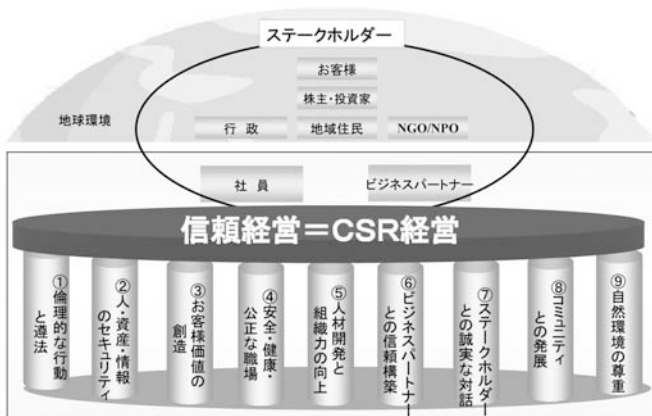 ステークホルダー
お客様
株主・投資家
地球環境
行 政
地域住民
NGO/NPO
社 員
ビジネスパートナー
信頼経営＝CSR経営
①倫理的な行動
と遵法
②人・資産・情報
のセキュリティ
③お客様価値の
創造
④安全・健康・
公正な職場
⑤人材開発と
組織力の向上
⑥ビジネスパートナー
との信頼構築
⑦ステークホルダー
との誠実な対話
⑧コミュニティ
との発展
⑨自然環境の尊重